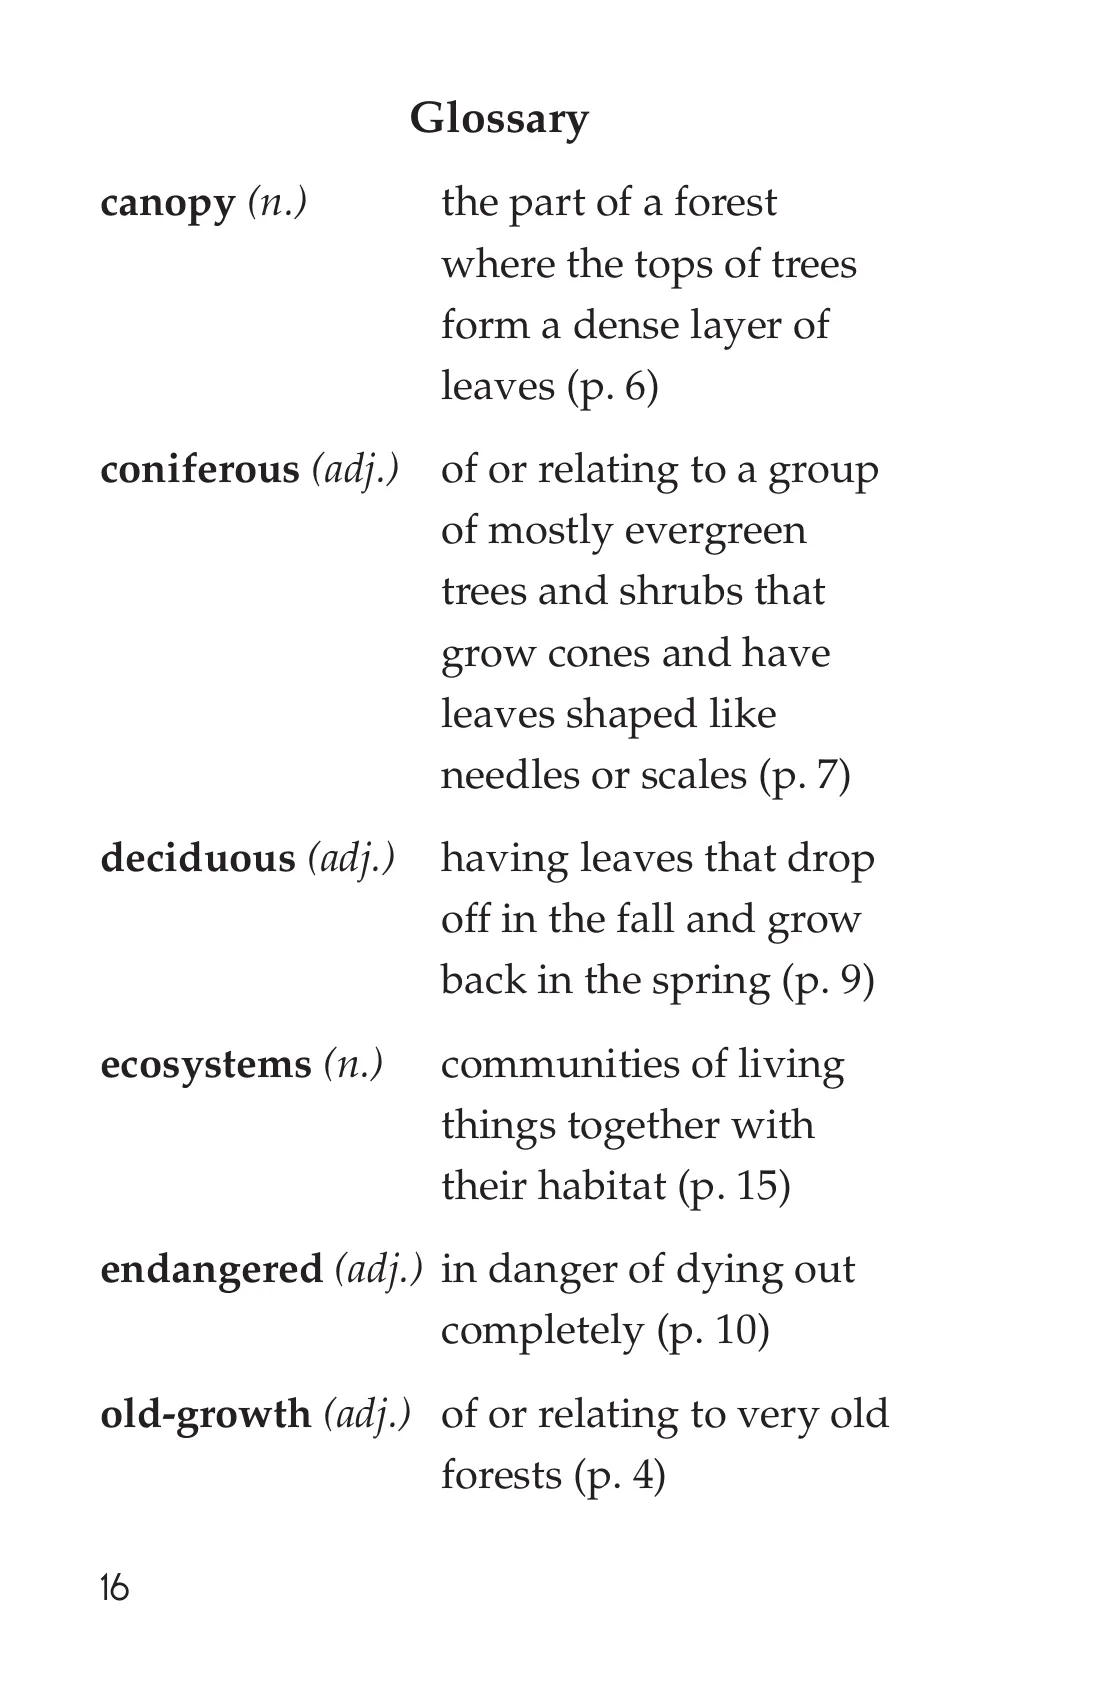 Glossary
canopy (n.) the part of a forest
where the tops of trees
form a dense layer of
leaves (p. 6)
coniferous (adj.) of or relating to a group
of mostly evergreen
trees and shrubs that
grow cones and have
leaves shaped like
needles or scales (p. 7)
deciduous (adj.) having leaves that drop
off in the fall and grow
back in the spring (p. 9)
ecosystems (n.) communities of living
things together with
their habitat (p. 15)
endangered (adj.) in danger of dying out
completely (p. 10)
old-growth (adj.) of or relating to very old
forests (p. 4)
16